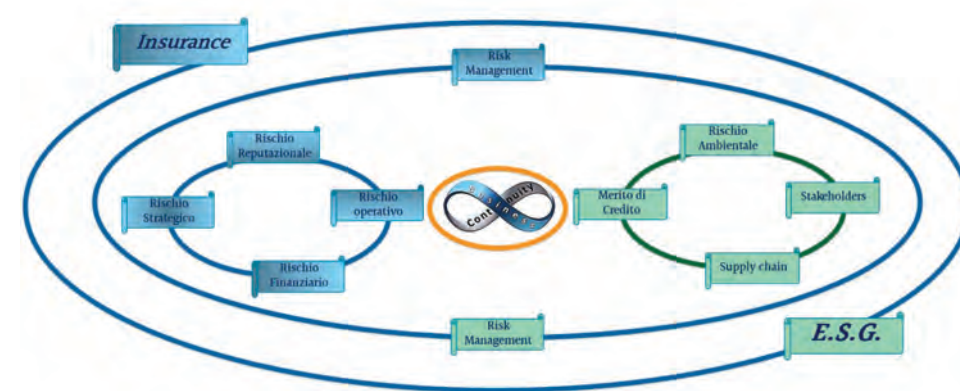 Insurance
Risk
Management
Rischio
Reputazionale
Rischio
Ambientale
Rischio
Strategico
Rischio
operativo
Business
Continuity
Merito di
Credito
Stakeholders
Rischio
Finanziario
Supply chain
Risk
Management
E.S.G.